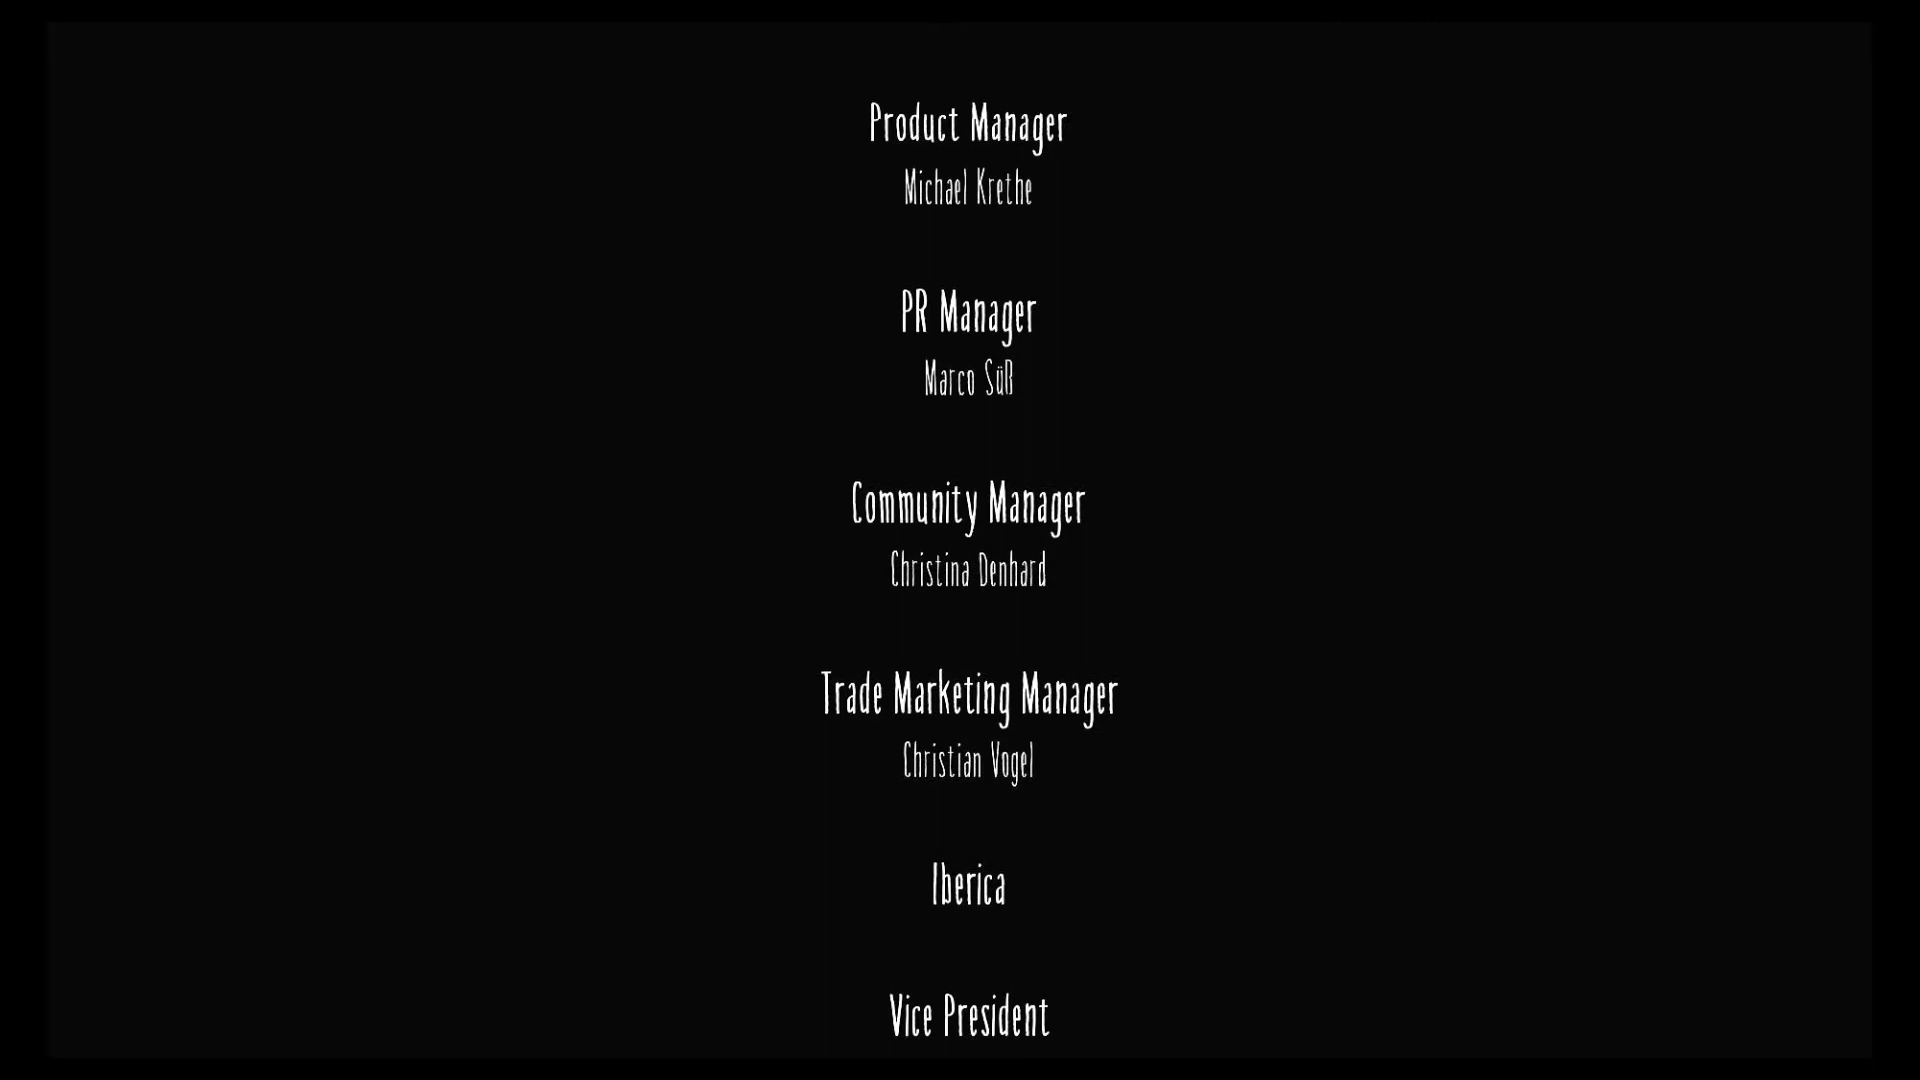 Product Manager
Michael Krethe
PR Manager
Marco Süß
Community Manager
Christina Denhard
Trade Marketing Manager
Christian Vogel
Iberica
Vice President